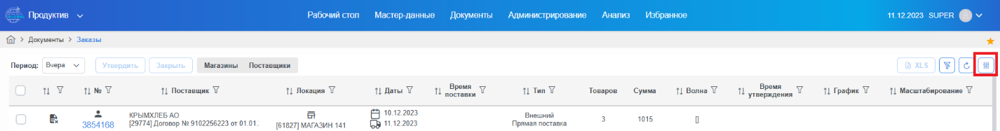 GLOBAL Продуктив Рабочий стол Мастер-данные Документы Администрирование Анализ Избранное 11.12.2023 SUPER
Документы > Заказы
Период: Вчера Утвердить Закрыть Магазины Поставщики XLS
№ Поставщик Локация Даты Время поставки Тип Товаров Сумма Волна Время утверждения График Масштабирование
КРЫМХЛЕБ АО 10.12.2023 Внешний
3854168 [29774] Договор № 9102256223 от 01.01. [61827] МАГАЗИН 141 11.12.2023 Прямая поставка 3 1015 []